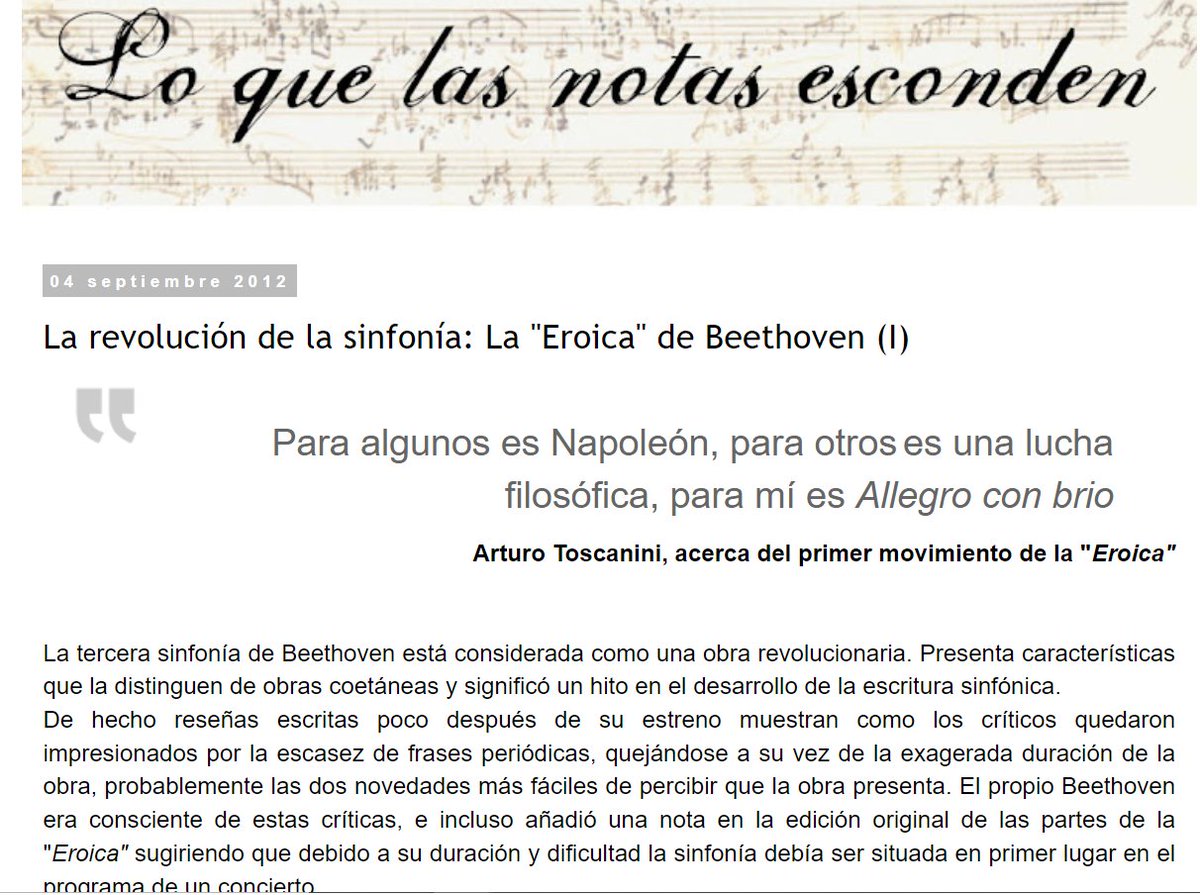 Lo que las notas esconden
04 septiembre 2012
La revolución de la sinfonía: La "Eroica" de Beethoven (I)
Para algunos es Napoleón, para otros es una lucha
filosófica, para mí es Allegro con brio
Arturo Toscanini, acerca del primer movimiento de la "Eroica"
La tercera sinfonía de Beethoven está considerada como una obra revolucionaria. Presenta características
que la distinguen de obras coetáneas y significó un hito en el desarrollo de la escritura sinfónica.
De hecho reseñas escritas poco después de su estreno muestran como los críticos quedaron
impresionados por la escasez de frases periódicas, quejándose a su vez de la exagerada duración de la
obra, probablemente las dos novedades más fáciles de percibir que la obra presenta. El propio Beethoven
era consciente de estas críticas, e incluso añadió una nota en la edición original de las partes de la
"Eroica" sugiriendo que debido a su duración y dificultad la sinfonía debía ser situada en primer lugar en el
programa de un concierto.